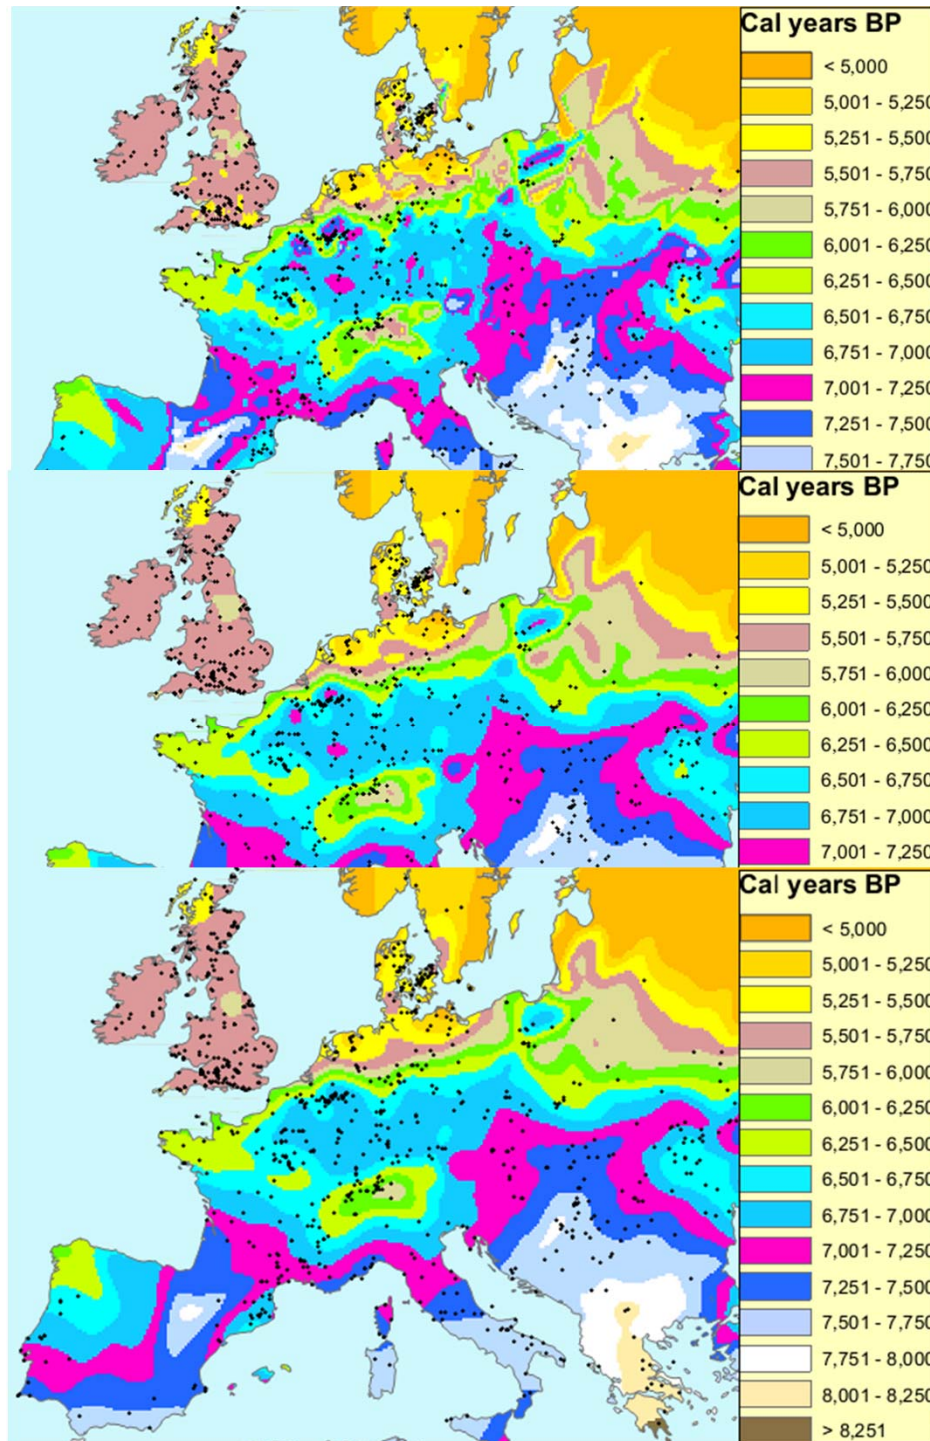 Cal years BP
< 5,000
5,001 - 5,250
5,251 - 5,500
5,501 - 5,750
5,751 - 6,000
6,001 - 6,250
6,251 - 6,500
6,501 - 6,750
6,751 - 7,000
7,001 - 7,250
7,251 - 7,500
7,501 - 7,750
Cal years BP
< 5,000
5,001 - 5,250
5,251 - 5,500
5,501 - 5,750
5,751 - 6,000
6,001 - 6,250
6,251 - 6,500
6,501 - 6,750
6,751 - 7,000
7,001 - 7,250
Cal years BP
< 5,000
5,001 - 5,250
5,251 - 5,500
5,501 - 5,750
5,751 - 6,000
6,001 - 6,250
6,251 - 6,500
6,501 - 6,750
6,751 - 7,000
7,001 - 7,250
7,251 - 7,500
7,501 - 7,750
7,751 - 8,000
8,001 - 8,250
> 8,251